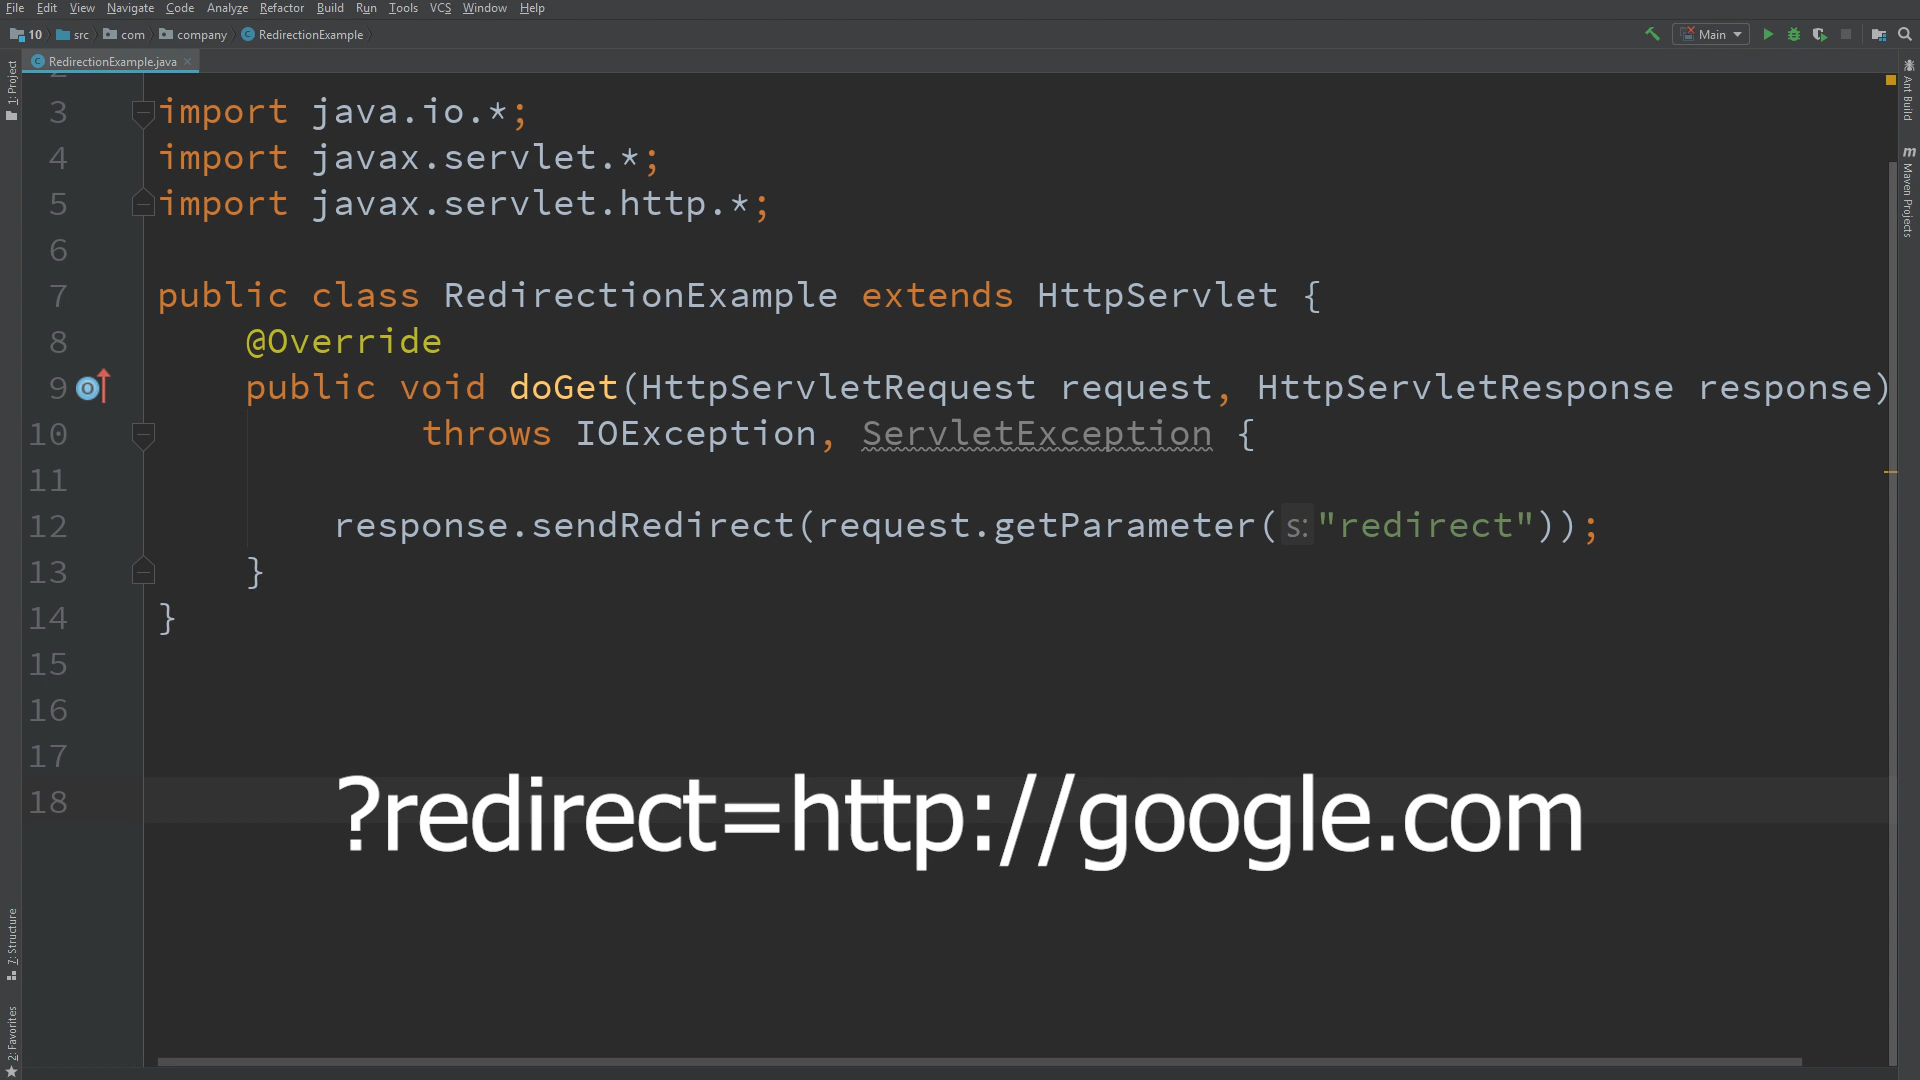 File Edit View Navigate Code Analyze Refactor Build Run Tools VCS Window Help
10 src com company RedirectionExample Main
RedirectionExample.java
1: Project
Ant Build
Maven Projects
3 import java.io.*;
4 import javax.servlet.*;
5 import javax.servlet.http.*;
6
7 public class RedirectionExample extends HttpServlet {
8 @Override
9 public void doGet(HttpServletRequest request, HttpServletResponse response)
10 throws IOException, ServletException {
11
12 response.sendRedirect(request.getParameter( s: "redirect"));
13 }
14 }
15
16
17
18
?redirect=http://google.com
7: Structure
2: Favorites